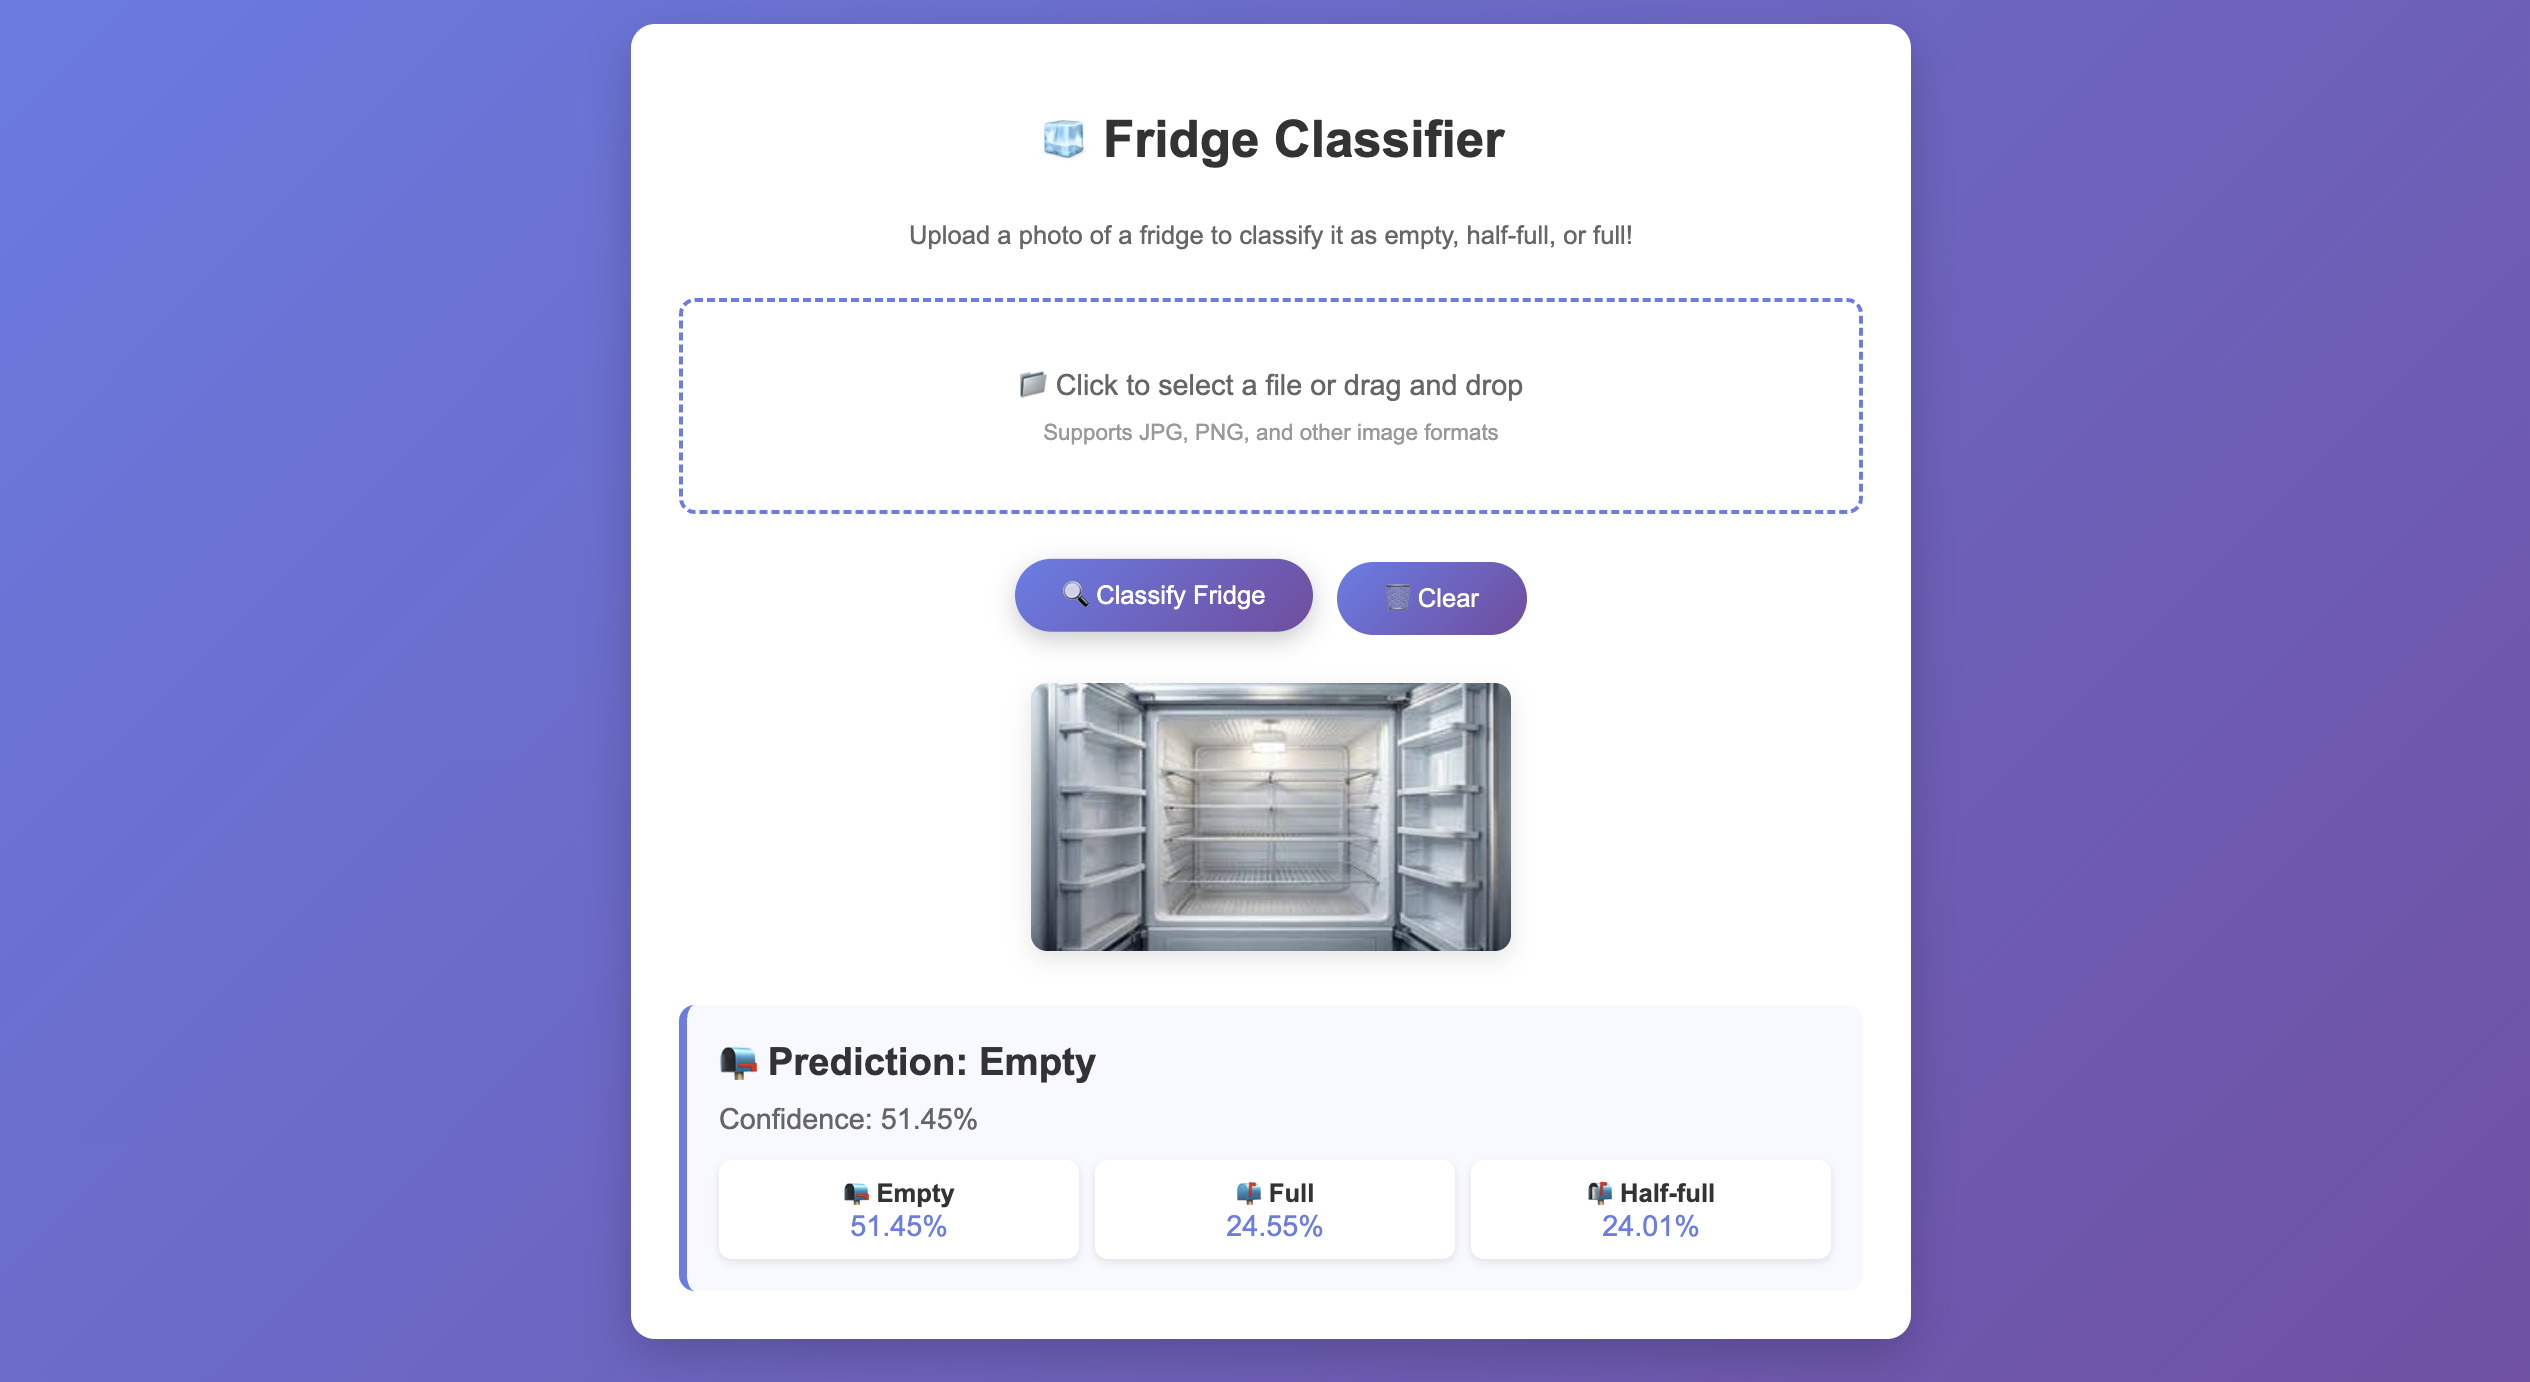 Fridge Classifier
Upload a photo of a fridge to classify it as empty, half-full, or full!
Click to select a file or drag and drop
Supports JPG, PNG, and other image formats
Classify Fridge
Clear
Prediction: Empty
Confidence: 51.45%
Empty
51.45%
Full
24.55%
Half-full
24.01%